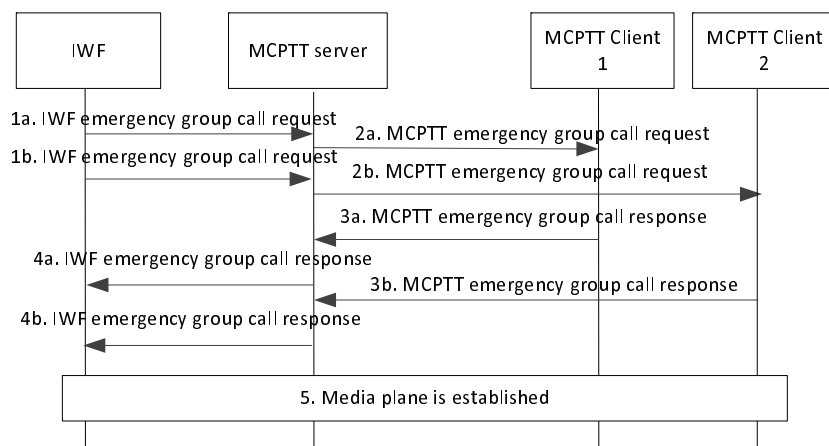 IWF
MCPTT server
MCPTT Client
1
MCPTT Client
2
1a. IWF emergency group call request
2a. MCPTT emergency group call request
1b. IWF emergency group call request
2b. MCPTT emergency group call request
3a. MCPTT emergency group call response
4a. IWF emergency group call response
3b. MCPTT emergency group call response
4b. IWF emergency group call response
5. Media plane is established